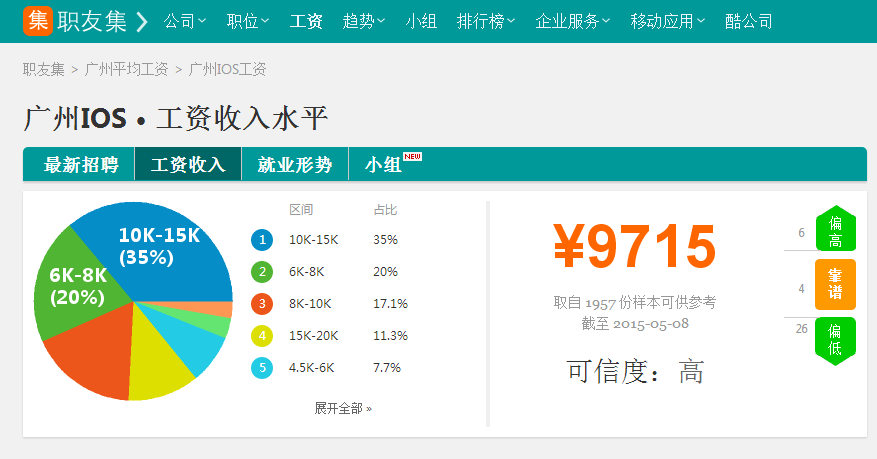 集 职友集 公司 职位 工资 趋势 小组 排行榜 企业服务 移动应用 酷公司
职友集 > 广州平均工资 > 广州IOS工资
广州IOS • 工资收入水平
最新招聘 工资收入 就业形势 小组 NEW
10K-15K
(35%)
6K-8K
(20%)
区间 占比
1 10K-15K 35%
2 6K-8K 20%
3 8K-10K 17.1%
4 15K-20K 11.3%
5 4.5K-6K 7.7%
展开全部 »
¥9715
取自 1957 份样本可供参考
截至 2015-05-08
可信度：高
6 偏高
4 靠谱
26 偏低